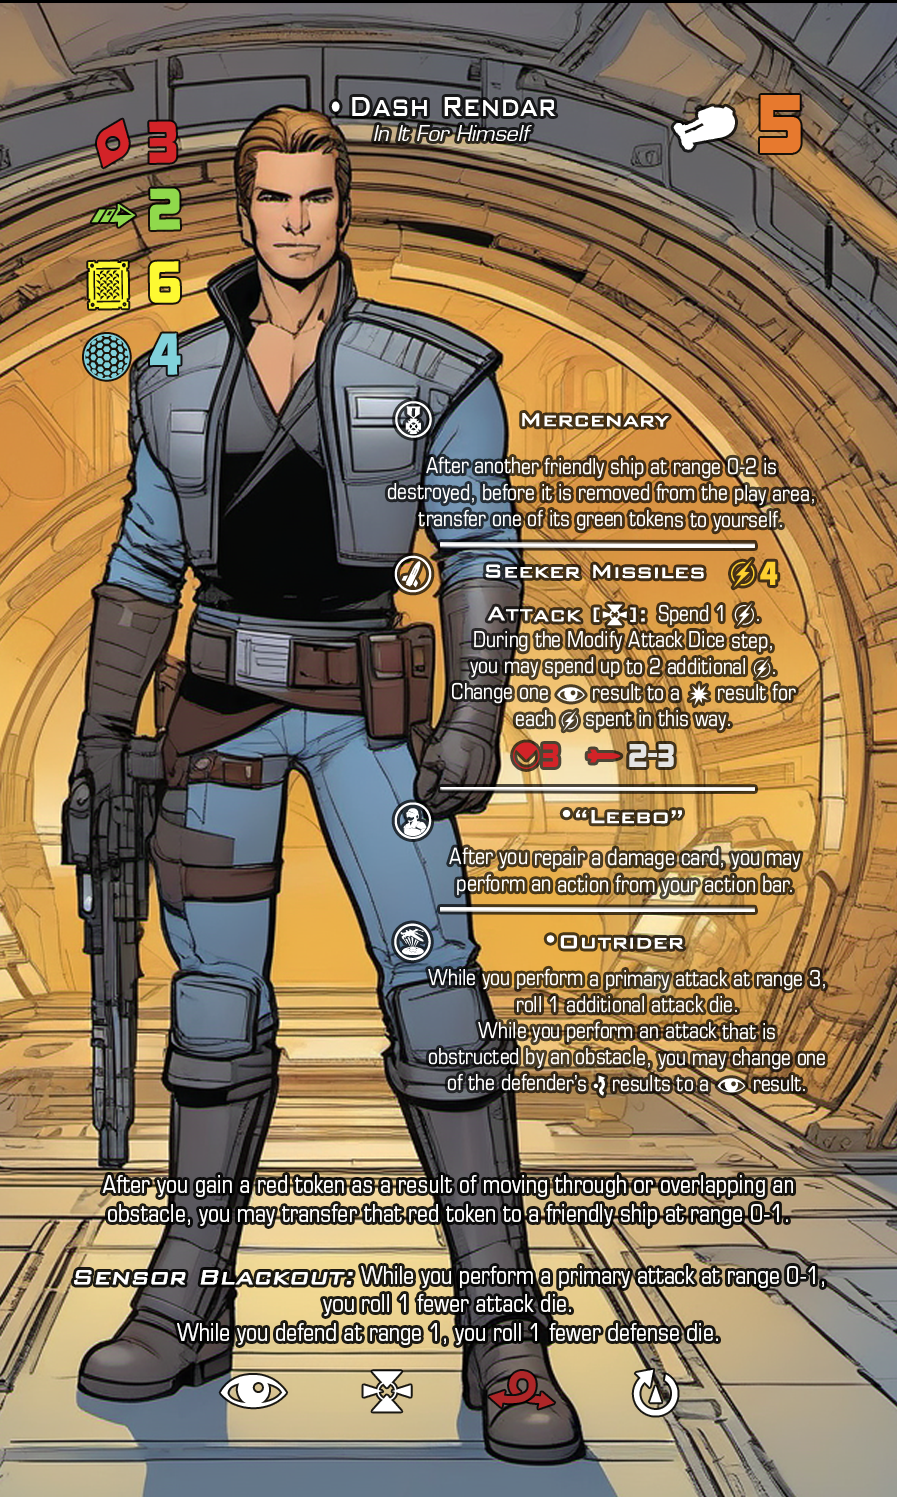 • Dash Rendar
In It For Himself
5
3
2
6
4
Mercenary
After another friendly ship at range 0-2 is
destroyed, before it is removed from the play area,
transfer one of its green tokens to yourself.
Seeker Missiles 4
Attack [ ]: Spend 1 .
During the Modify Attack Dice step,
you may spend up to 2 additional .
Change one result to a result for
each spent in this way.
3 2-3
•“Leebo”
After you repair a damage card, you may
perform an action from your action bar.
•Outrider
While you perform a primary attack at range 3,
roll 1 additional attack die.
While you perform an attack that is
obstructed by an obstacle, you may change one
of the defender's results to a result.
After you gain a red token as a result of moving through or overlapping an
obstacle, you may transfer that red token to a friendly ship at range 0-1.
Sensor Blackout: While you perform a primary attack at range 0-1,
you roll 1 fewer attack die.
While you defend at range 1, you roll 1 fewer defense die.